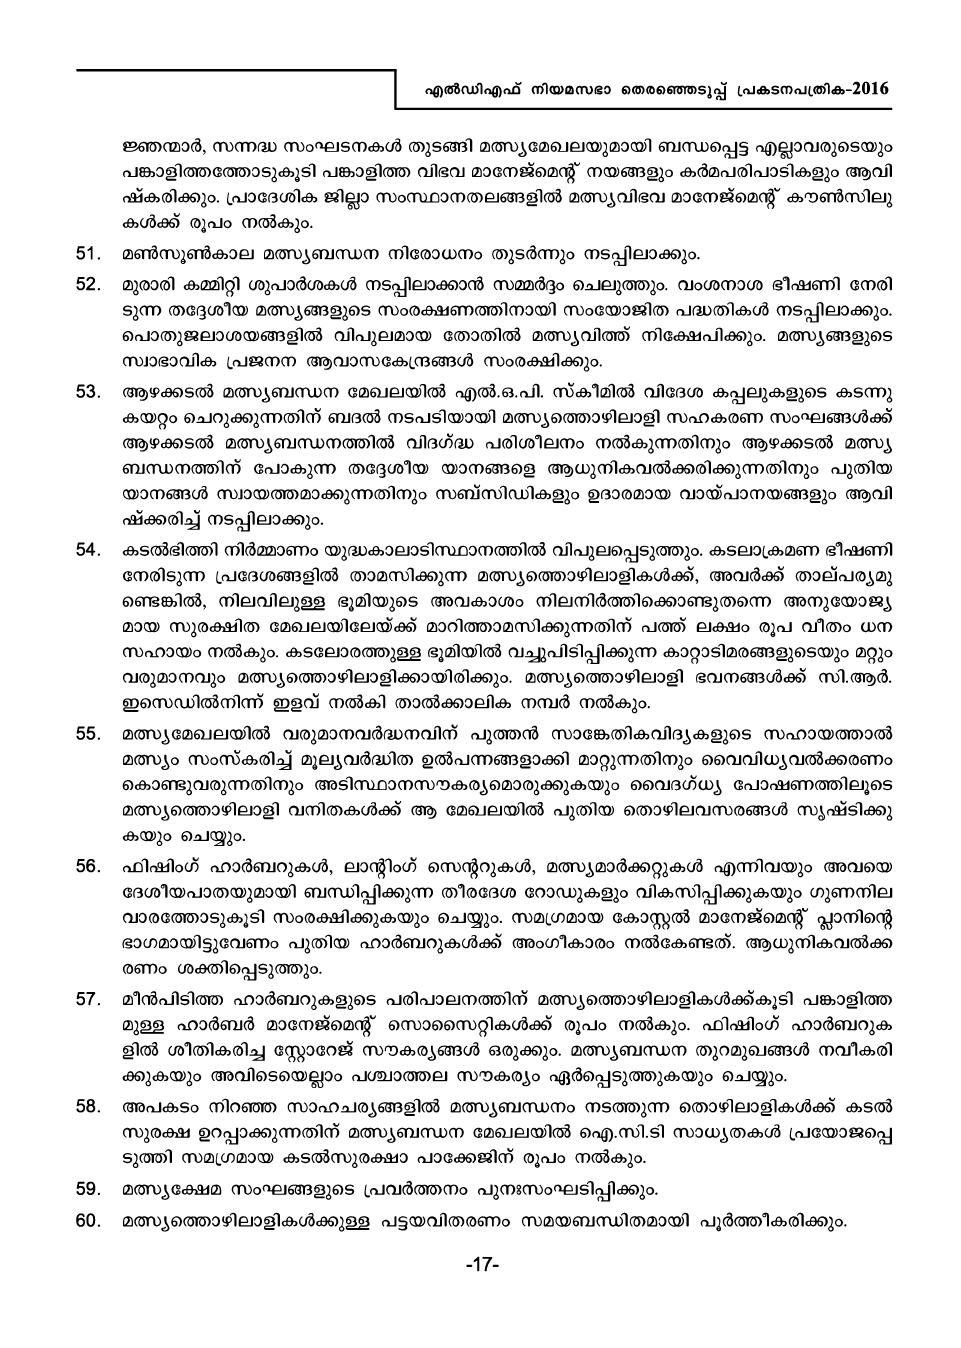 എൽഡിഎഫ് നിയമസഭാ തെരഞ്ഞെടുപ്പ് പ്രകടനപത്രിക-2016
ജ്ഞന്മാർ, സന്നദ്ധ സംഘടനകൾ തുടങ്ങി മത്സ്യമേഖലയുമായി ബന്ധപ്പെട്ട എല്ലാവരുടെയും
പങ്കാളിത്തത്തോടുകൂടി പങ്കാളിത്ത വിഭവ മാനേജ്മെന്റ് നയങ്ങളും കർമപരിപാടികളും ആവി
ഷ്കരിക്കും. പ്രാദേശിക ജില്ലാ സംസ്ഥാനതലങ്ങളിൽ മത്സ്യവിഭവ മാനേജ്മെന്റ് കൗൺസിലു
കൾക്ക് രൂപം നൽകും.
51. മൺസൂൺകാല മത്സ്യബന്ധന നിരോധനം തുടർന്നും നടപ്പിലാക്കും.
52. മുരാരി കമ്മിറ്റി ശുപാർശകൾ നടപ്പിലാക്കാൻ സമ്മർദ്ദം ചെലുത്തും. വംശനാശ ഭീഷണി നേരി
ടുന്ന തദ്ദേശീയ മത്സ്യങ്ങളുടെ സംരക്ഷണത്തിനായി സംയോജിത പദ്ധതികൾ നടപ്പിലാക്കും.
പൊതുജലാശയങ്ങളിൽ വിപുലമായ തോതിൽ മത്സ്യവിത്ത് നിക്ഷേപിക്കും. മത്സ്യങ്ങളുടെ
സ്വാഭാവിക പ്രജനന ആവാസകേന്ദ്രങ്ങൾ സംരക്ഷിക്കും.
53. ആഴക്കടൽ മത്സ്യബന്ധന മേഖലയിൽ എൽ.ഒ.പി. സ്കീമിൽ വിദേശ കപ്പലുകളുടെ കടന്നു
കയറ്റം ചെറുക്കുന്നതിന് ബദൽ നടപടിയായി മത്സ്യത്തൊഴിലാളി സഹകരണ സംഘങ്ങൾക്ക്
ആഴക്കടൽ മത്സ്യബന്ധനത്തിൽ വിദഗ്ദ്ധ പരിശീലനം നൽകുന്നതിനും ആഴക്കടൽ മത്സ്യ
ബന്ധനത്തിന് പോകുന്ന തദ്ദേശീയ യാനങ്ങളെ ആധുനികവൽക്കരിക്കുന്നതിനും പുതിയ
യാനങ്ങൾ സ്വായത്തമാക്കുന്നതിനും സബ്സിഡികളും ഉദാരമായ വായ്പാനയങ്ങളും ആവി
ഷ്ക്കരിച്ച് നടപ്പിലാക്കും.
54. കടൽഭിത്തി നിർമ്മാണം യുദ്ധകാലാടിസ്ഥാനത്തിൽ വിപുലപ്പെടുത്തും. കടലാക്രമണ ഭീഷണി
നേരിടുന്ന പ്രദേശങ്ങളിൽ താമസിക്കുന്ന മത്സ്യത്തൊഴിലാളികൾക്ക്, അവർക്ക് താല്പര്യമു
ണ്ടെങ്കിൽ, നിലവിലുള്ള ഭൂമിയുടെ അവകാശം നിലനിർത്തിക്കൊണ്ടുതന്നെ അനുയോജ്യ
മായ സുരക്ഷിത മേഖലയിലേയ്ക്ക് മാറിത്താമസിക്കുന്നതിന് പത്ത് ലക്ഷം രൂപ വീതം ധന
സഹായം നൽകും. കടലോരത്തുള്ള ഭൂമിയിൽ വച്ചുപിടിപ്പിക്കുന്ന കാറ്റാടിമരങ്ങളുടെയും മറ്റും
വരുമാനവും മത്സ്യത്തൊഴിലാളിക്കായിരിക്കും. മത്സ്യത്തൊഴിലാളി ഭവനങ്ങൾക്ക് സി.ആർ.
ഇസെഡിൽനിന്ന് ഇളവ് നൽകി താൽക്കാലിക നമ്പർ നൽകും.
55. മത്സ്യമേഖലയിൽ വരുമാനവർദ്ധനവിന് പുത്തൻ സാങ്കേതികവിദ്യകളുടെ സഹായത്താൽ
മത്സ്യം സംസ്കരിച്ച് മൂല്യവർദ്ധിത ഉൽപന്നങ്ങളാക്കി മാറ്റുന്നതിനും വൈവിധ്യവൽക്കരണം
കൊണ്ടുവരുന്നതിനും അടിസ്ഥാനസൗകര്യമൊരുക്കുകയും വൈദഗ്ധ്യ പോഷണത്തിലൂടെ
മത്സ്യത്തൊഴിലാളി വനിതകൾക്ക് ആ മേഖലയിൽ പുതിയ തൊഴിലവസരങ്ങൾ സൃഷ്ടിക്കു
കയും ചെയ്യും.
56. ഫിഷിംഗ് ഹാർബറുകൾ, ലാന്റിംഗ് സെന്ററുകൾ, മത്സ്യമാർക്കറ്റുകൾ എന്നിവയും അവയെ
ദേശീയപാതയുമായി ബന്ധിപ്പിക്കുന്ന തീരദേശ റോഡുകളും വികസിപ്പിക്കുകയും ഗുണനില
വാരത്തോടുകൂടി സംരക്ഷിക്കുകയും ചെയ്യും. സമഗ്രമായ കോസ്റ്റൽ മാനേജ്മെന്റ് പ്ലാനിന്റെ
ഭാഗമായിട്ടുവേണം പുതിയ ഹാർബറുകൾക്ക് അംഗീകാരം നൽകേണ്ടത്. ആധുനികവൽക്ക
രണം ശക്തിപ്പെടുത്തും.
57. മീൻപിടിത്ത ഹാർബറുകളുടെ പരിപാലനത്തിന് മത്സ്യത്തൊഴിലാളികൾക്ക്കൂടി പങ്കാളിത്ത
മുള്ള ഹാർബർ മാനേജ്മെന്റ് സൊസൈറ്റികൾക്ക് രൂപം നൽകും. ഫിഷിംഗ് ഹാർബറുക
ളിൽ ശീതികരിച്ച സ്റ്റോറേജ് സൗകര്യങ്ങൾ ഒരുക്കും. മത്സ്യബന്ധന തുറമുഖങ്ങൾ നവീകരി
ക്കുകയും അവിടെയെല്ലാം പശ്ചാത്തല സൗകര്യം ഏർപ്പെടുത്തുകയും ചെയ്യും.
58. അപകടം നിറഞ്ഞ സാഹചര്യങ്ങളിൽ മത്സ്യബന്ധനം നടത്തുന്ന തൊഴിലാളികൾക്ക് കടൽ
സുരക്ഷ ഉറപ്പാക്കുന്നതിന് മത്സ്യബന്ധന മേഖലയിൽ ഐ.സി.ടി സാധ്യതകൾ പ്രയോജപ്പെ
ടുത്തി സമഗ്രമായ കടൽസുരക്ഷാ പാക്കേജിന് രൂപം നൽകും.
59. മത്സ്യക്ഷേമ സംഘങ്ങളുടെ പ്രവർത്തനം പുനഃസംഘടിപ്പിക്കും.
60. മത്സ്യത്തൊഴിലാളികൾക്കുള്ള പട്ടയവിതരണം സമയബന്ധിതമായി പൂർത്തീകരിക്കും.
-17-